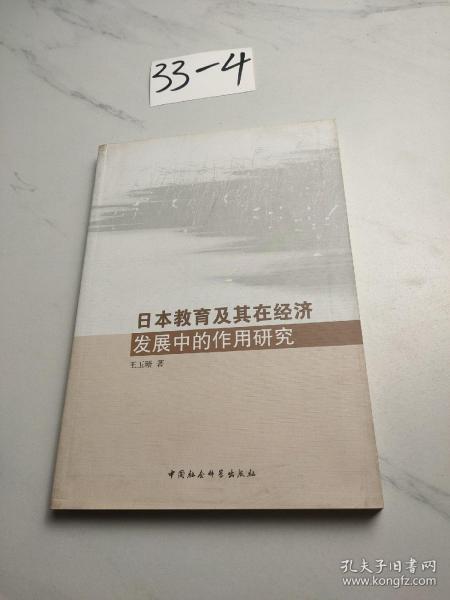 33-4
日本教育及其在经济
发展中的作用研究
王玉珊 著
中国社会科学出版社
孔夫子旧书网
www.kongfz.com